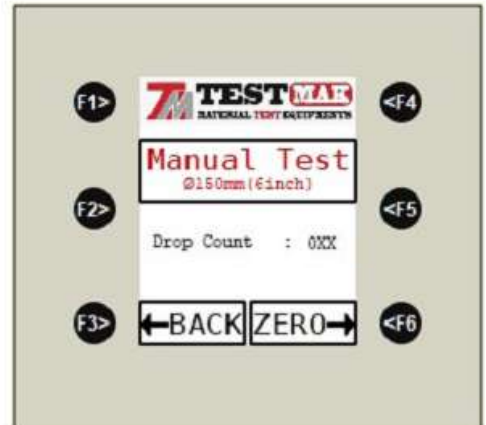 F1>
TM TESTMAK <F4
MATERIAL TEST EQUIPMENTS
Manual Test
Ø150mm(6inch)
F2> <F5
Drop Count : 0XX
F3> ←BACK ZERO→ <F6